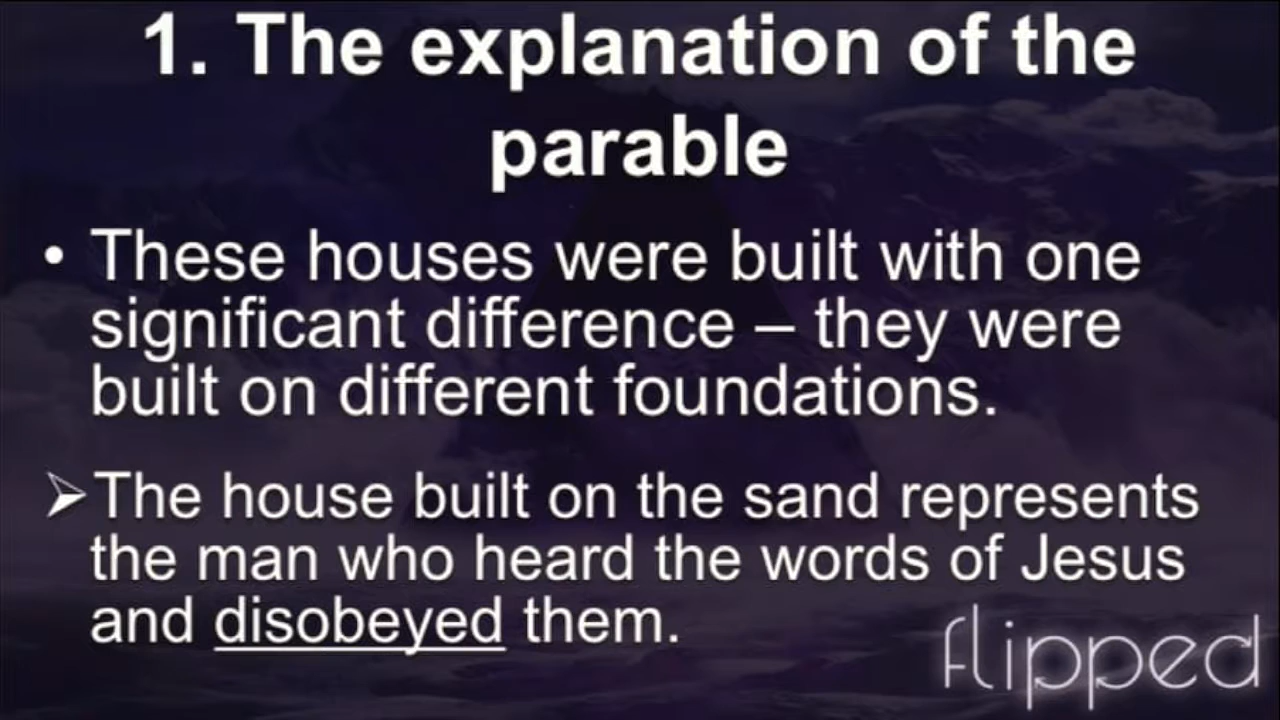 1. The explanation of the
parable
• These houses were built with one
significant difference – they were
built on different foundations.
➢The house built on the sand represents
the man who heard the words of Jesus
and disobeyed them.
flipped